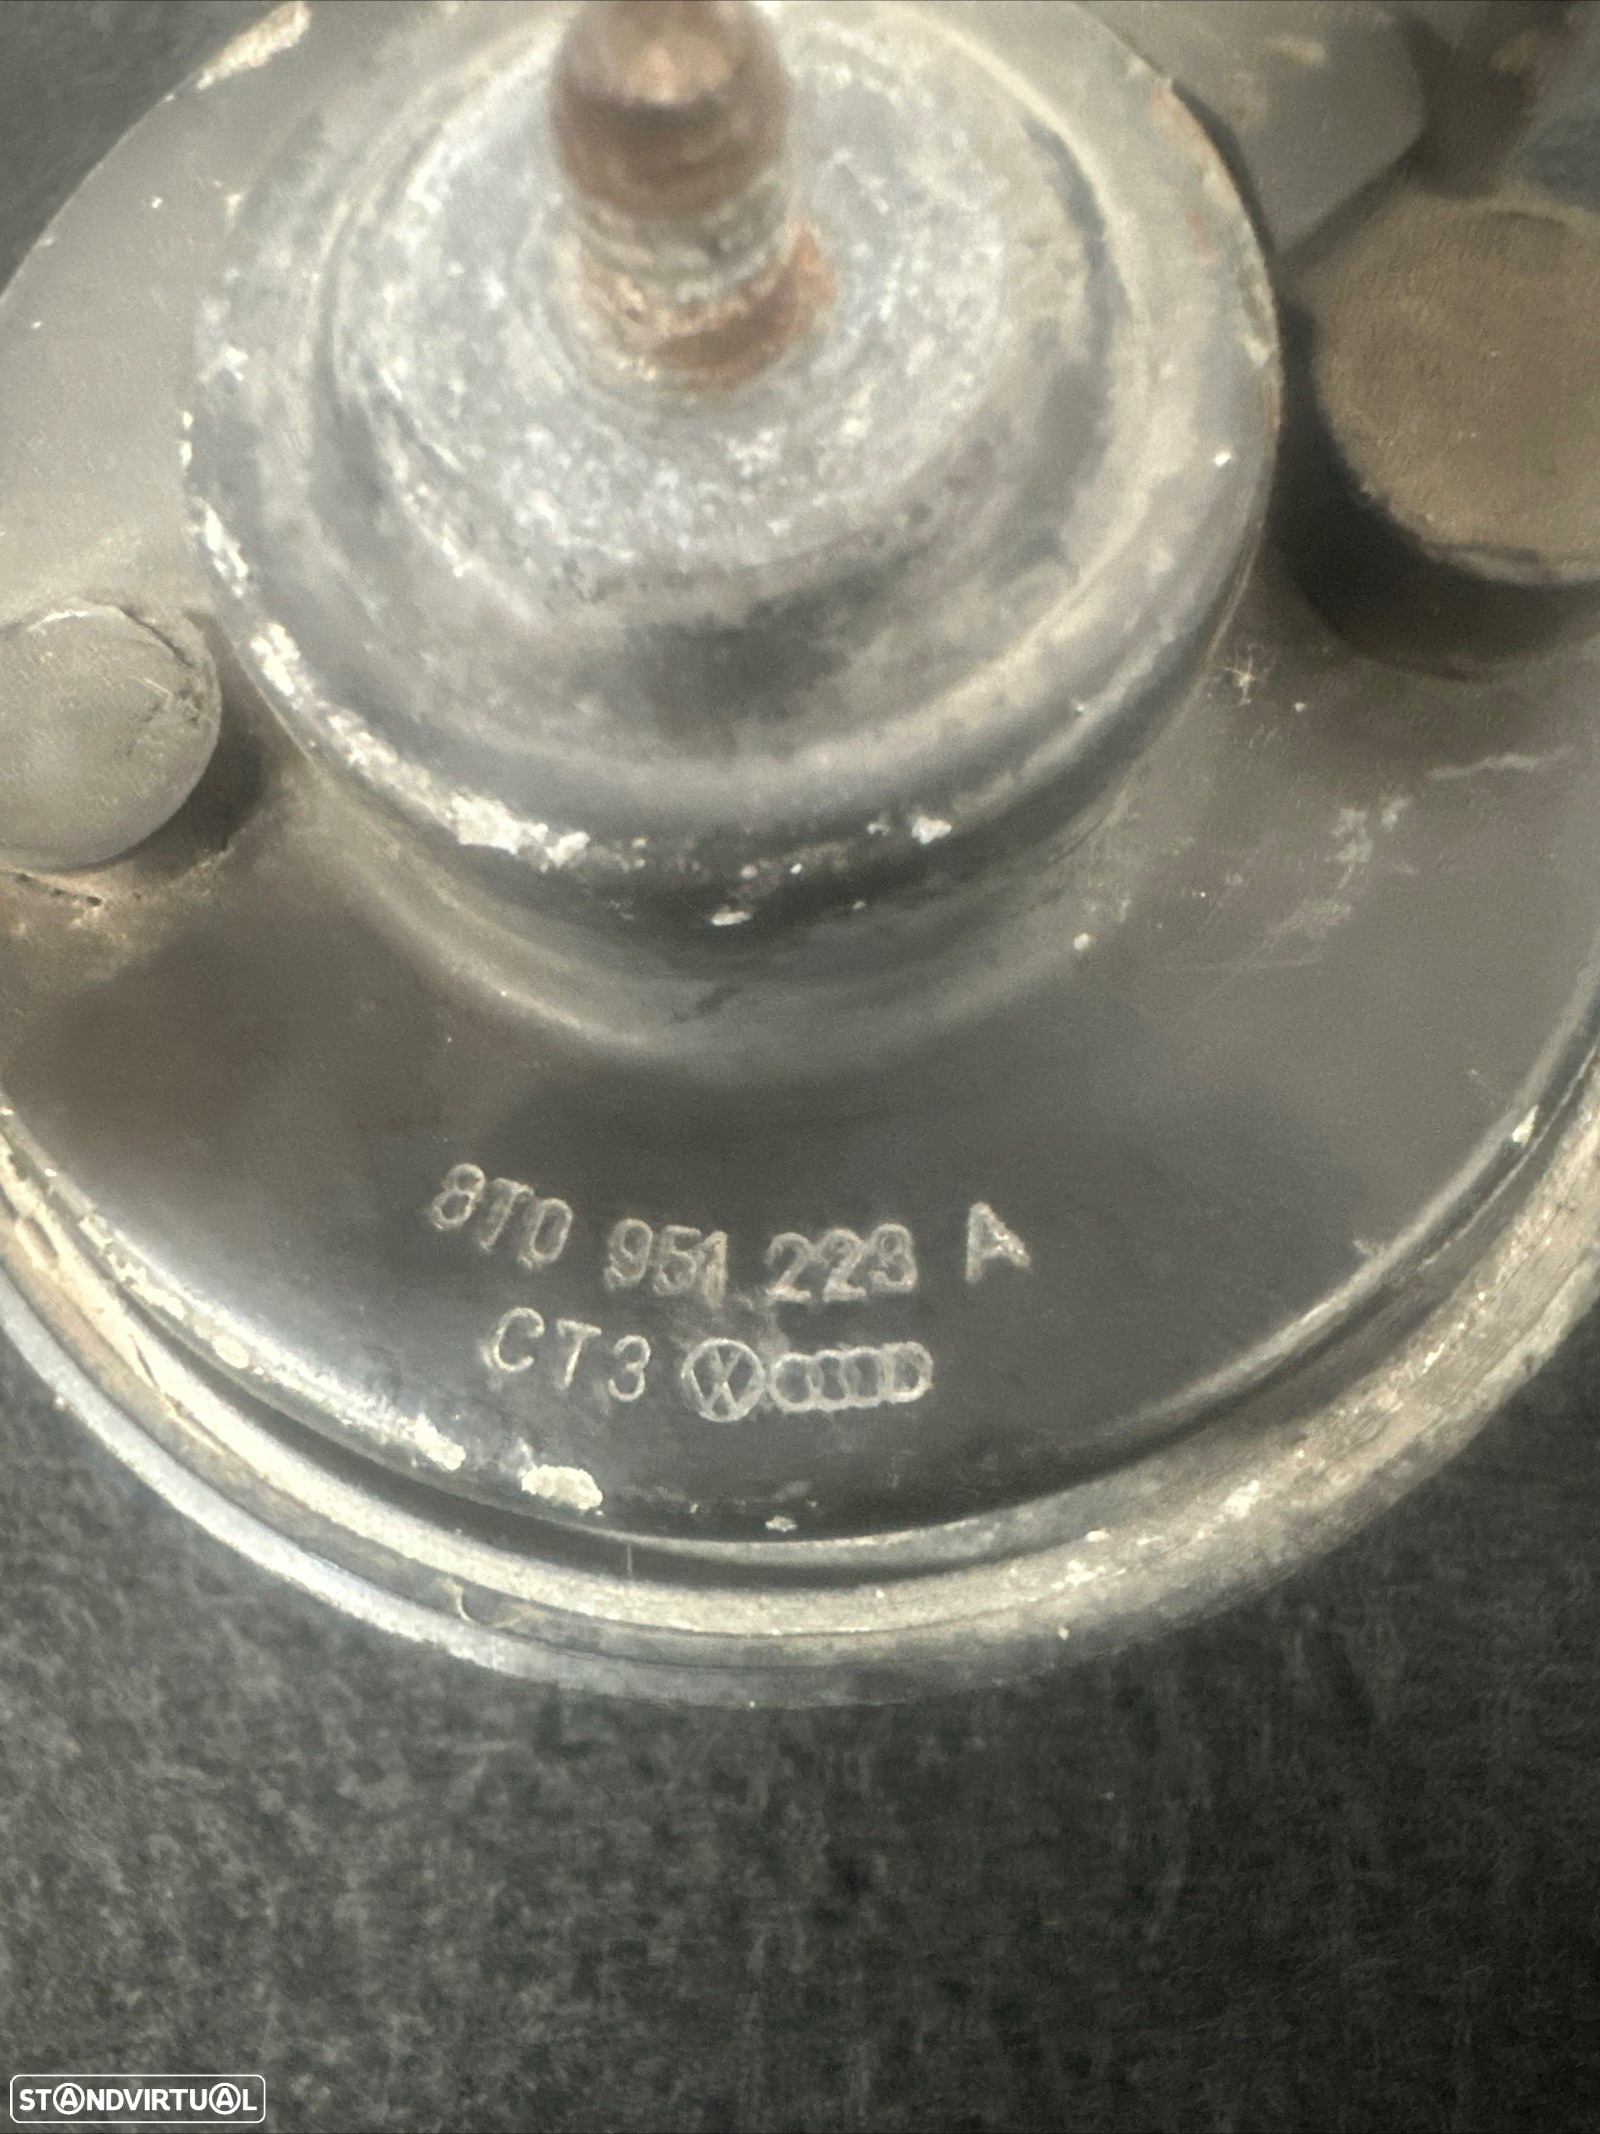 8T0 951 223 A
CT3
STANDVIRTUAL